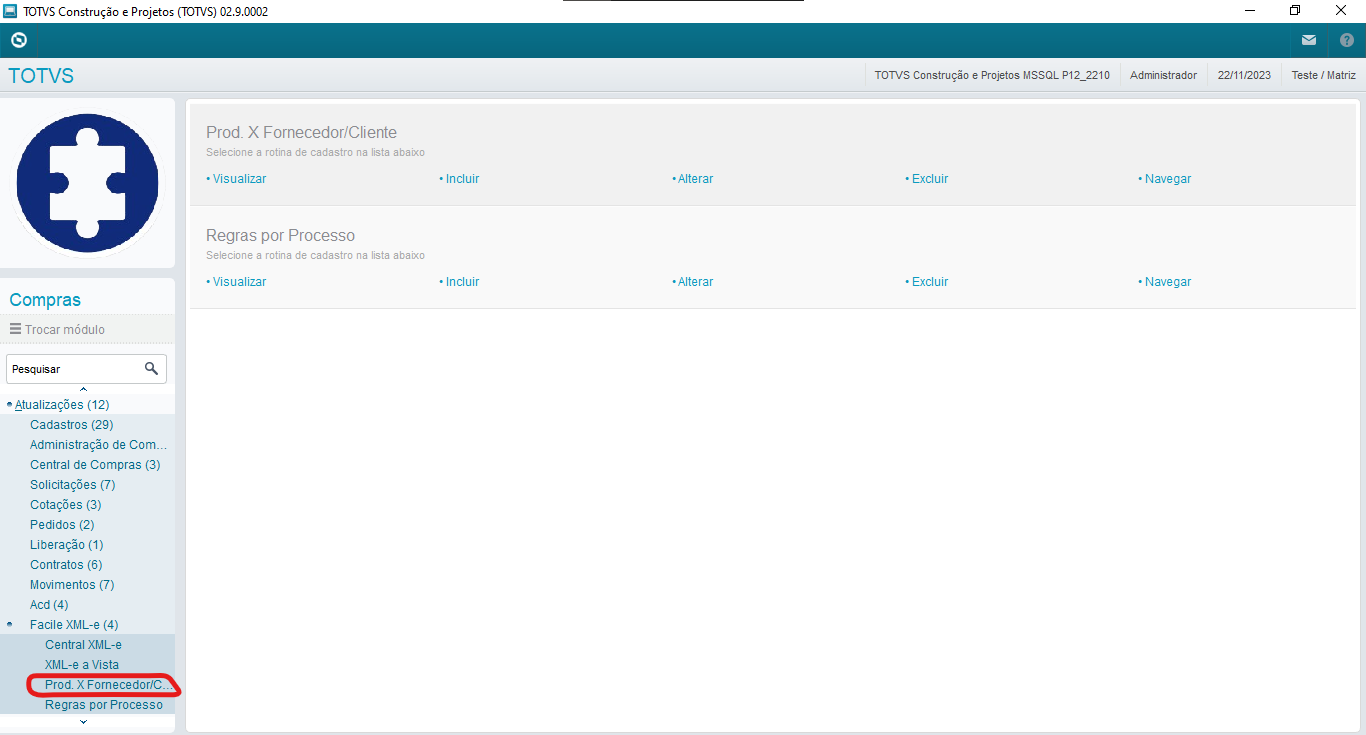 TOTVS Construção e Projetos (TOTVS) 02.9.0002
TOTVS
TOTVS Construção e Projetos MSSQL P12_2210 Administrador 22/11/2023 Teste / Matriz
Prod. X Fornecedor/Cliente
Selecione a rotina de cadastro na lista abaixo
• Visualizar • Incluir • Alterar • Excluir • Navegar
Regras por Processo
Selecione a rotina de cadastro na lista abaixo
• Visualizar • Incluir • Alterar • Excluir • Navegar
Compras
Trocar módulo
Pesquisar
Atualizações (12)
Cadastros (29)
Administração de Com...
Central de Compras (3)
Solicitações (7)
Cotações (3)
Pedidos (2)
Liberação (1)
Contratos (6)
Movimentos (7)
Acd (4)
Facile XML-e (4)
Central XML-e
XML-e a Vista
Prod. X Fornecedor/C...
Regras por Processo